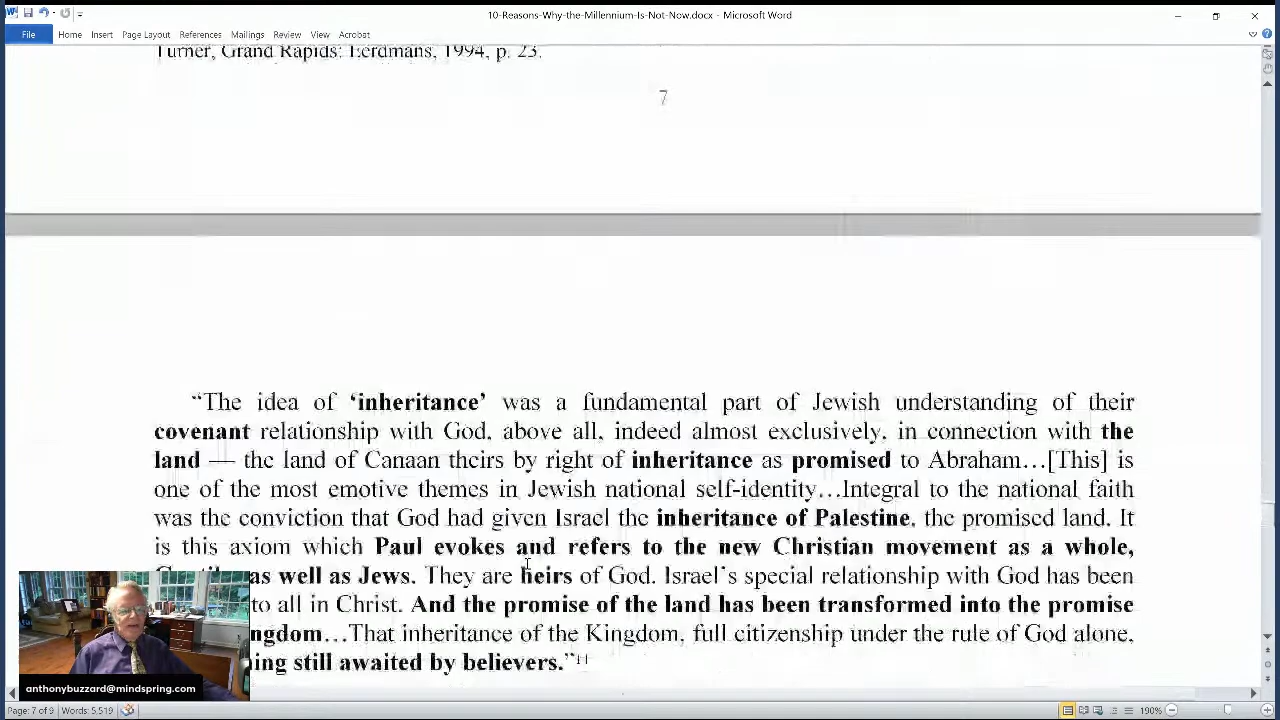 10-Reasons-Why-the-Millennium-Is-Not-Now.docx - Microsoft Word
File Home Insert Page Layout References Mailings Review View Acrobat
Turner, Grand Rapids: Eerdmans, 1994, p. 23.
7
“The idea of ‘inheritance’ was a fundamental part of Jewish understanding of their
covenant relationship with God, above all, indeed almost exclusively, in connection with the
land — the land of Canaan theirs by right of inheritance as promised to Abraham…[This] is
one of the most emotive themes in Jewish national self-identity…Integral to the national faith
was the conviction that God had given Israel the inheritance of Palestine, the promised land. It
is this axiom which Paul evokes and refers to the new Christian movement as a whole,
as well as Jews. They are heirs of God. Israel’s special relationship with God has been
to all in Christ. And the promise of the land has been transformed into the promise
ngdom…That inheritance of the Kingdom, full citizenship under the rule of God alone,
ing still awaited by believers.”11
anthonybuzzard@mindspring.com
Page: 7 of 9 Words: 5,519 190%